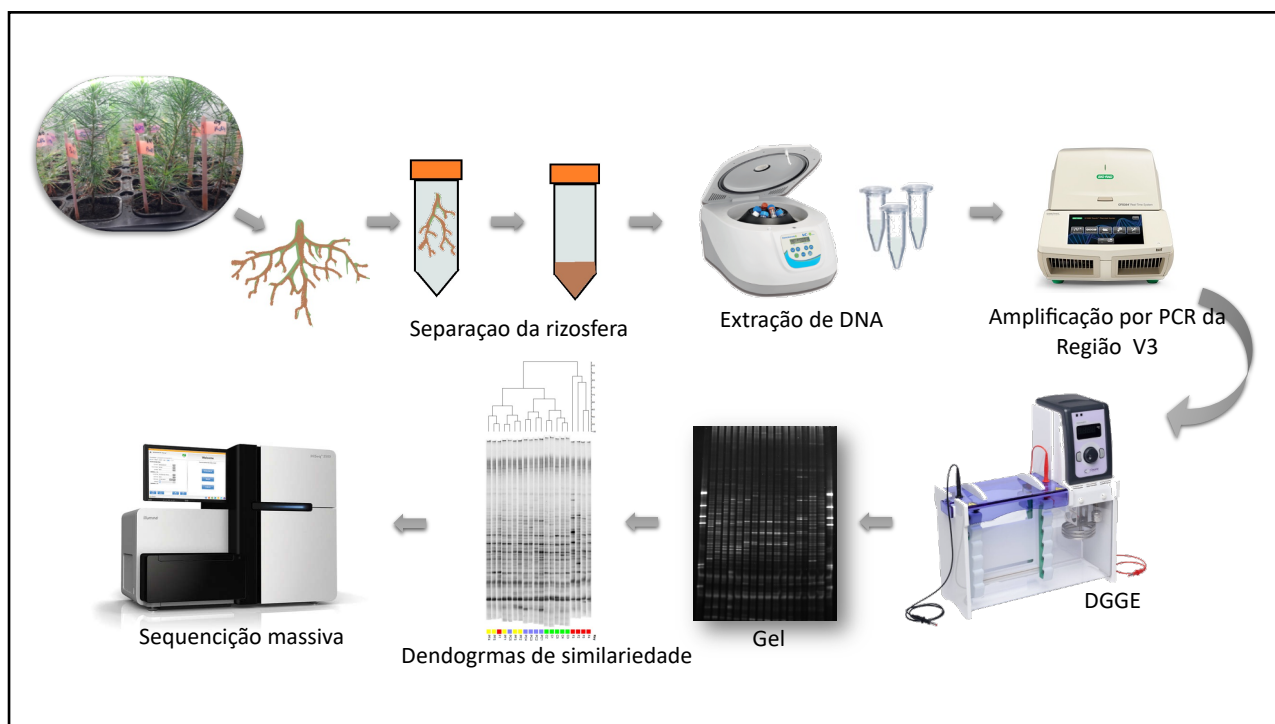 Separaçao da rizosfera
Extração de DNA
Amplificação por PCR da
Região V3
DGGE
Gel
Dendogrmas de similariedade
Sequencição massiva